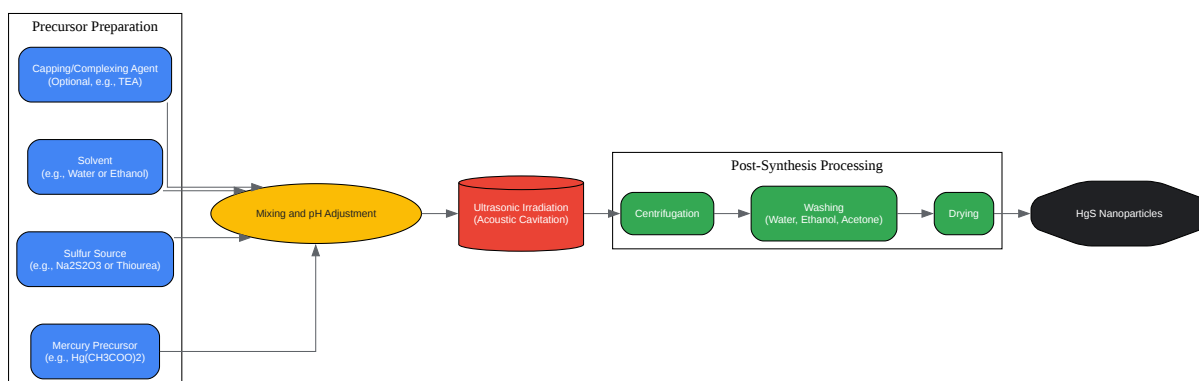 Precursor Preparation
Capping/Complexing Agent
(Optional, e.g., TEA)
Solvent
(e.g., Water or Ethanol)
Sulfur Source
(e.g., Na2S2O3 or Thiourea)
Mercury Precursor
(e.g., Hg(CH3COO)2)
Mixing and pH Adjustment
Ultrasonic Irradiation
(Acoustic Cavitation)
Post-Synthesis Processing
Centrifugation
Washing
(Water, Ethanol, Acetone)
Drying
HgS Nanoparticles